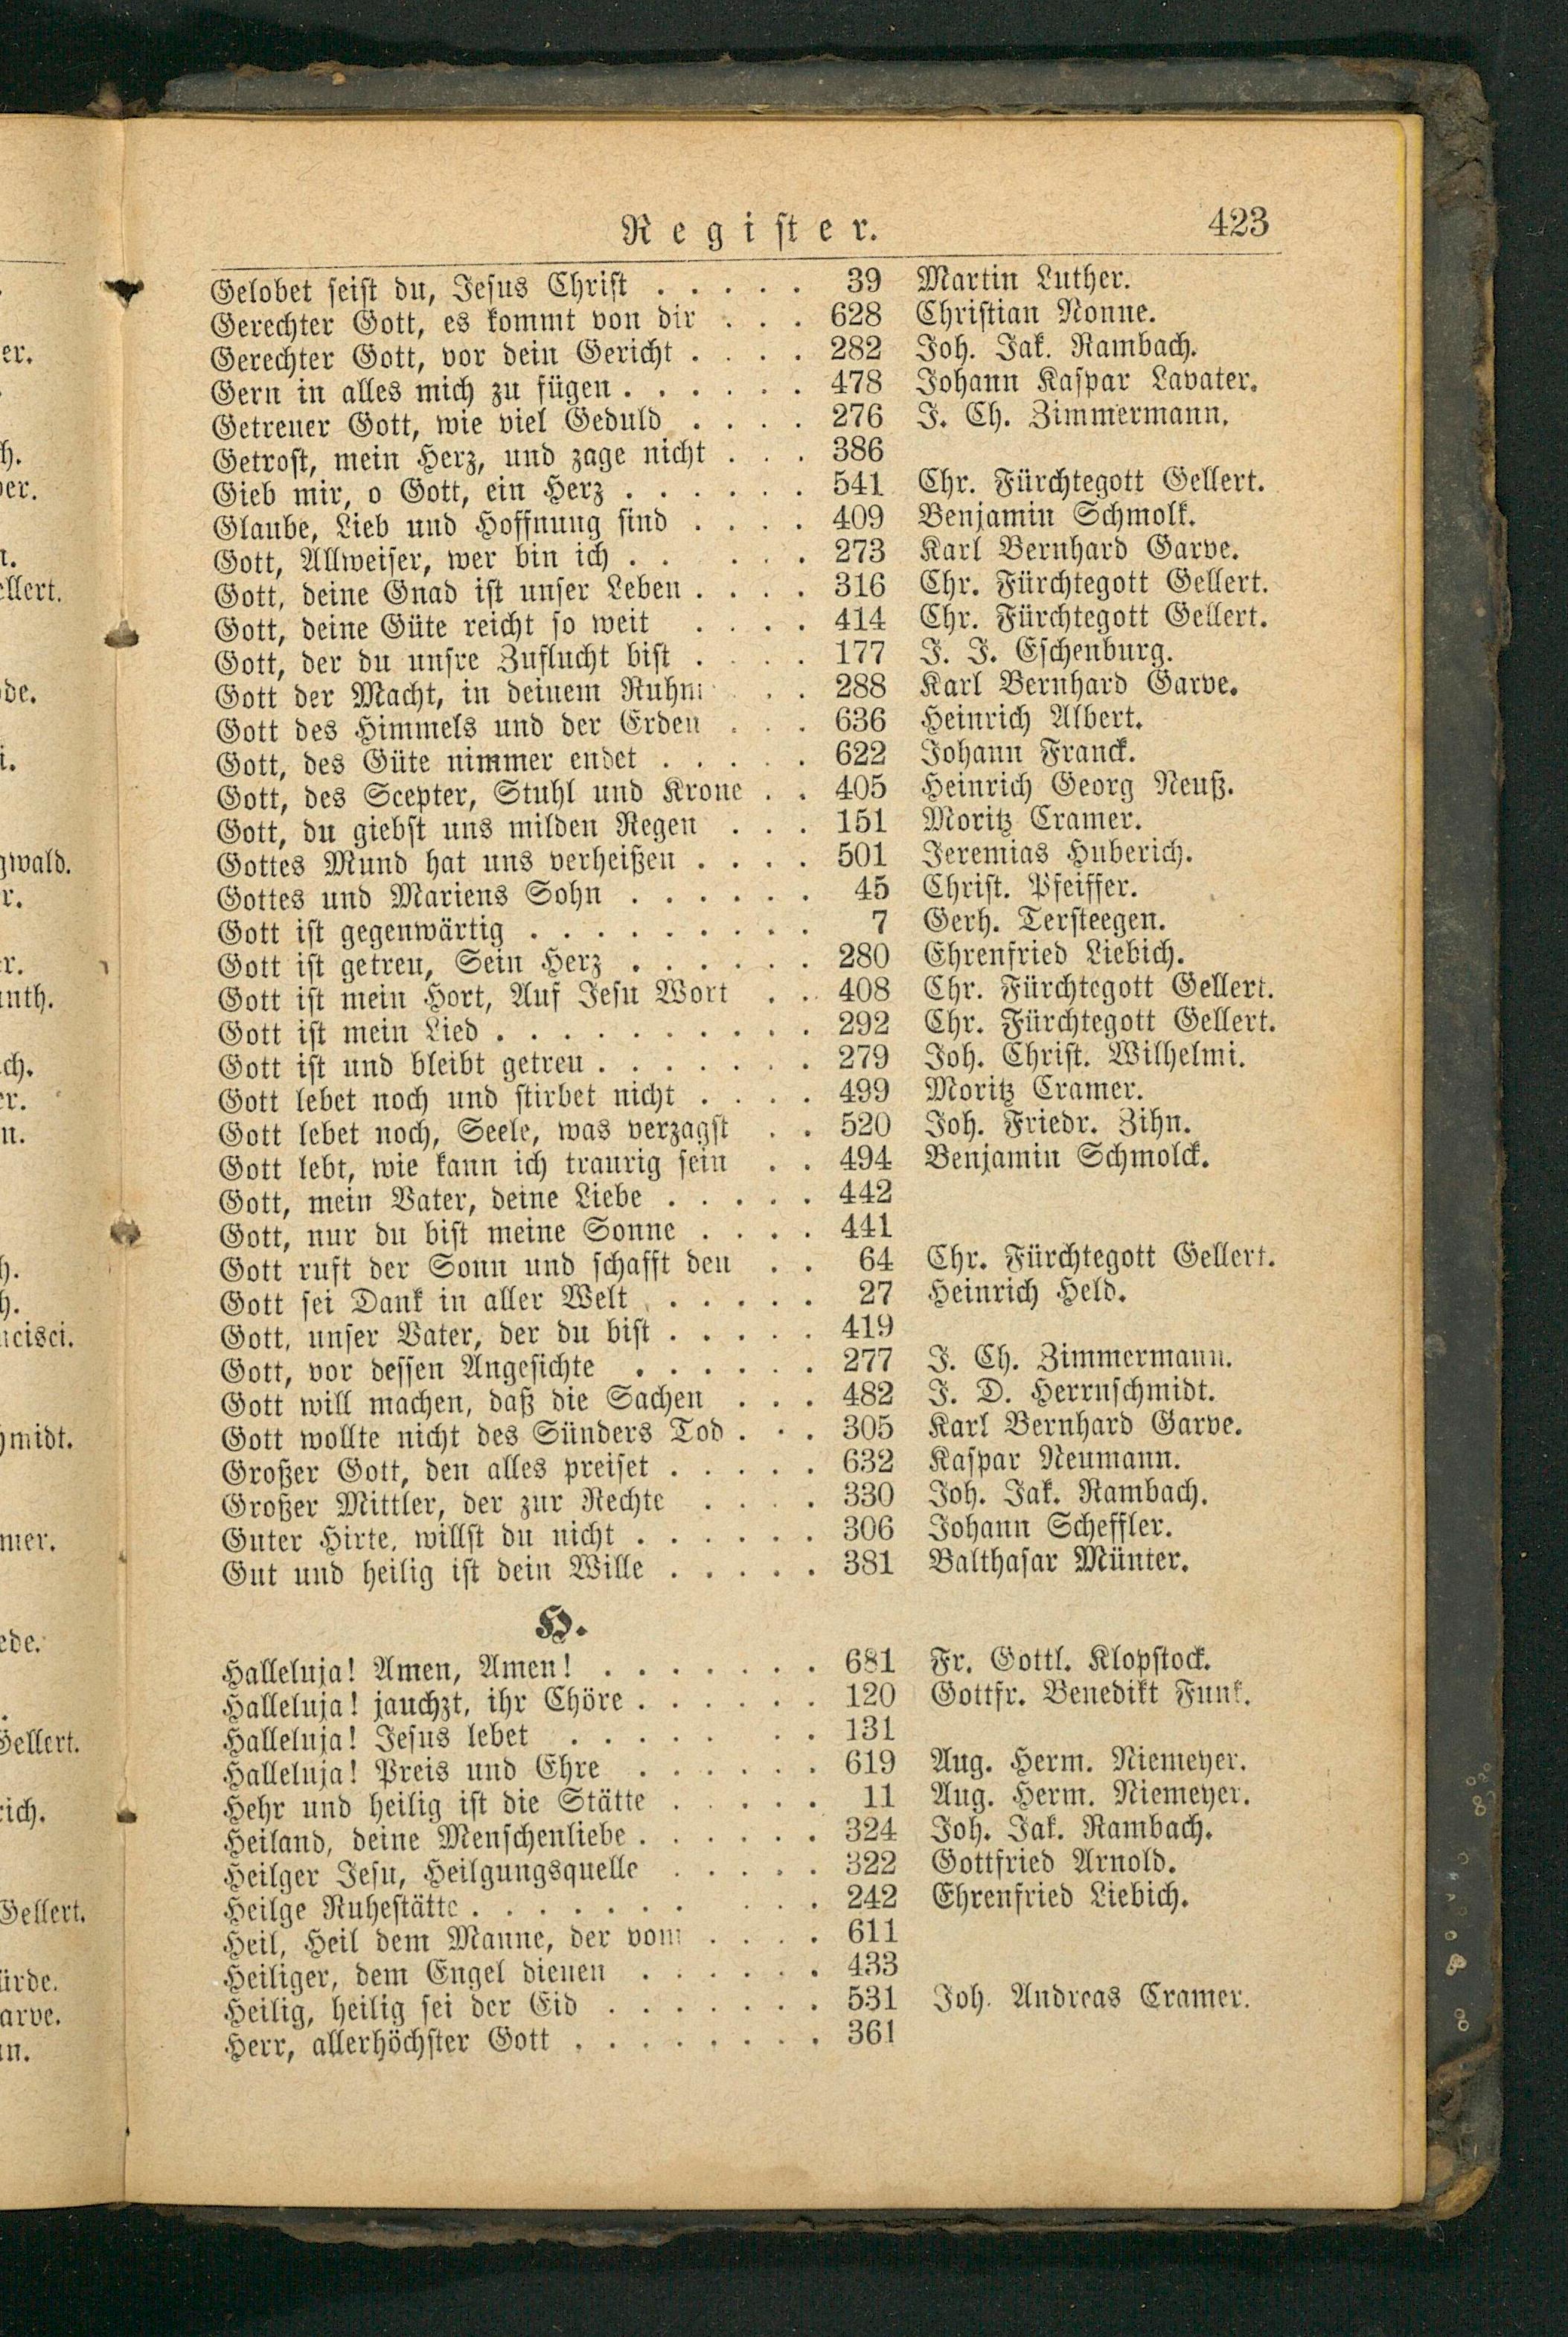 Register. 423
Gelobet seist du, Jesus Christ . . . . . 39 Martin Luther.
Gerechter Gott, es kommt von dir . . . 628 Christian Nonne.
Gerechter Gott, vor dein Gericht . . . . 282 Joh. Jak. Rambach.
Gern in alles mich zu fügen . . . . . . 478 Johann Kaspar Lavater.
Getreuer Gott, wie viel Geduld . . . . 276 J. Ch. Zimmermann.
Getrost, mein Herz, und zage nicht . . . 386
Gieb mir, o Gott, ein Herz . . . . . . 541 Chr. Fürchtegott Gellert.
Glaube, Lieb und Hoffnung sind . . . . 409 Benjamin Schmolk.
Gott, Allweiser, wer bin ich . . . . . . 273 Karl Bernhard Garve.
Gott, deine Gnad ist unser Leben . . . . 316 Chr. Fürchtegott Gellert.
Gott, deine Güte reicht so weit . . . . 414 Chr. Fürchtegott Gellert.
Gott, der du unsre Zuflucht bist . . . . 177 J. J. Eschenburg.
Gott der Macht, in deinem Ruhm . . 288 Karl Bernhard Garve.
Gott des Himmels und der Erden . . . 636 Heinrich Albert.
Gott, des Güte nimmer endet . . . . . 622 Johann Franck.
Gott, des Scepter, Stuhl und Krone . . 405 Heinrich Georg Neuß.
Gott, du giebst uns milden Regen . . . 151 Moritz Cramer.
Gottes Mund hat uns verheißen . . . . 501 Jeremias Huberich.
Gottes und Mariens Sohn . . . . . . 45 Christ. Pfeiffer.
Gott ist gegenwärtig . . . . . . . . . 7 Gerh. Tersteegen.
Gott ist getreu, Sein Herz . . . . . . 280 Ehrenfried Liebich.
Gott ist mein Hort, Auf Jesu Wort . . 408 Chr. Fürchtegott Gellert.
Gott ist mein Lied . . . . . . . . . . 292 Chr. Fürchtegott Gellert.
Gott ist und bleibt getreu . . . . . . . 279 Joh. Christ. Wilhelmi.
Gott lebet noch und stirbet nicht . . . . 499 Moritz Cramer.
Gott lebet noch, Seele, was verzagst . . 520 Joh. Friedr. Zihn.
Gott lebt, wie kann ich traurig sein . . 494 Benjamin Schmolck.
Gott, mein Vater, deine Liebe . . . . . 442
Gott, nur du bist meine Sonne . . . . 441
Gott ruft der Sonn und schafft den . . 64 Chr. Fürchtegott Gellert.
Gott sei Dank in aller Welt . . . . . 27 Heinrich Held.
Gott, unser Vater, der du bist . . . . . 419
Gott, vor dessen Angesichte . . . . . . 277 J. Ch. Zimmermann.
Gott will machen, daß die Sachen . . . 482 J. D. Herrnschmidt.
Gott wollte nicht des Sünders Tod . . . 305 Karl Bernhard Garve.
Großer Gott, den alles preiset . . . . . 632 Kaspar Neumann.
Großer Mittler, der zur Rechte . . . . 330 Joh. Jak. Rambach.
Guter Hirte, willst du nicht . . . . . . 306 Johann Scheffler.
Gut und heilig ist dein Wille . . . . . 381 Balthasar Münter.
H.
Halleluja! Amen, Amen! . . . . . . . 681 Fr. Gottl. Klopstock.
Halleluja! jauchzt, ihr Chöre . . . . . . 120 Gottfr. Benedikt Funk.
Halleluja! Jesus lebet . . . . . . . 131
Halleluja! Preis und Ehre . . . . . . 619 Aug. Herm. Niemeyer.
Hehr und heilig ist die Stätte . . . . . 11 Aug. Herm. Niemeyer.
Heiland, deine Menschenliebe . . . . . . 324 Joh. Jak. Rambach.
Heilger Jesu, Heilgungsquelle . . . . . 322 Gottfried Arnold.
Heilge Ruhestätte . . . . . . . . . . 242 Ehrenfried Liebich.
Heil, Heil dem Manne, der vom . . . . 611
Heiliger, dem Engel dienen . . . . . . 433
Heilig, heilig sei der Eid . . . . . . . 531 Joh. Andreas Cramer.
Herr, allerhöchster Gott . . . . . . . . 361